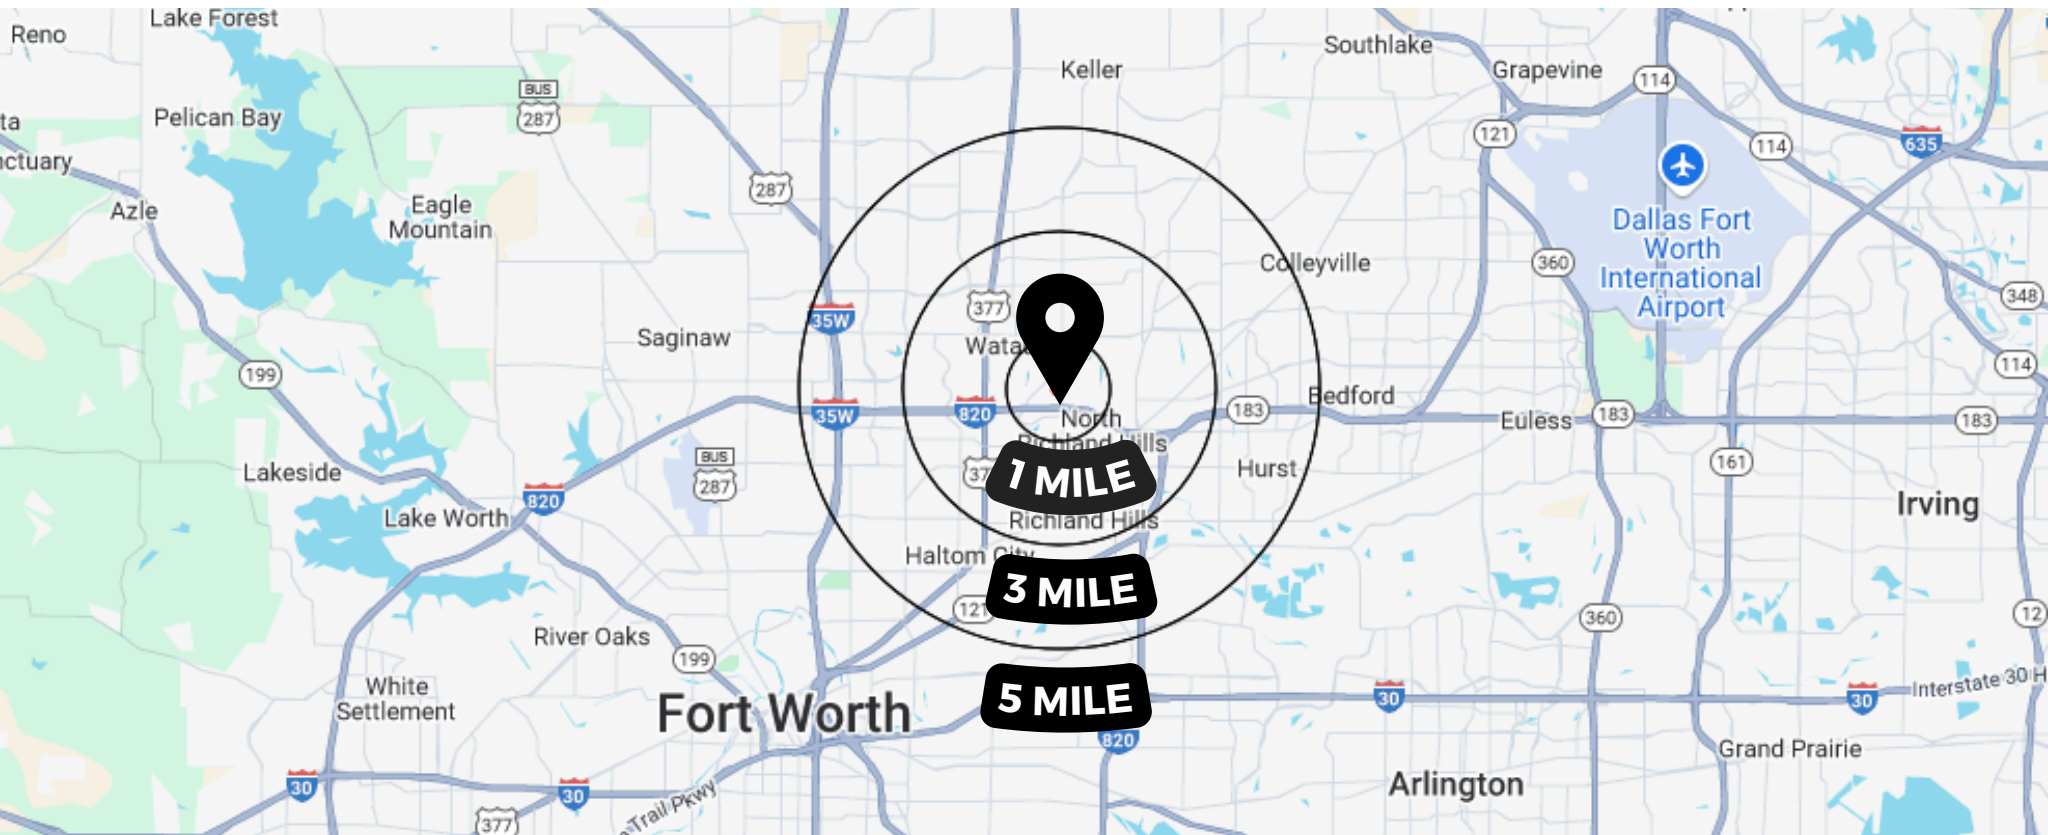 Lake Forest
Reno
Keller
Southlake
Grapevine
114
BUS
287
Pelican Bay
ta
nctuary
121
114
635
287
Azle
Eagle
Mountain
Dallas Fort
Worth
International
Airport
Colleyville
360
348
377
35W
Saginaw
Wata
199
114
Bedford
820
35W
183
183
183
North
Richland Hills
Euless
BUS
287
Lakeside
37
1 MILE
Hurst
161
820
Lake Worth
Richland Hills
Irving
Haltom City
3 MILE
121
360
12
River Oaks
199
White
Settlement
Fort Worth
5 MILE
30
30
Interstate 30 H
820
Grand Prairie
Arlington
30
30
377
e Trail Pkwy